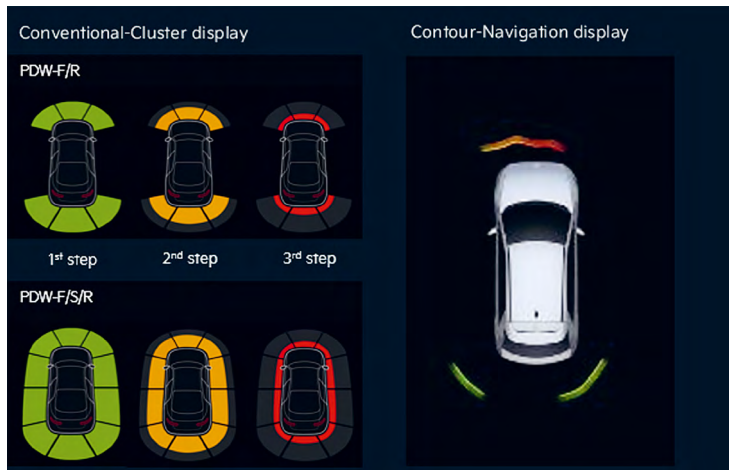 Conventional-Cluster display
Contour-Navigation display
PDW-F/R
1st step
2nd step
3rd step
PDW-F/S/R